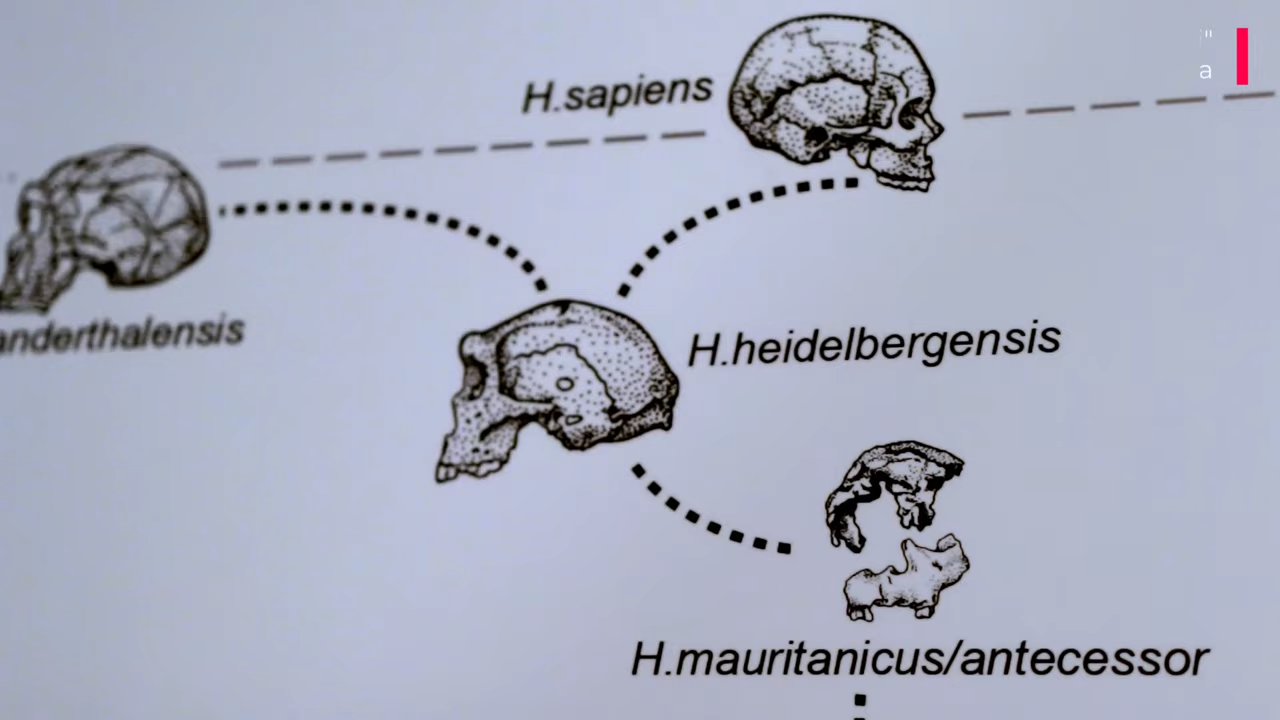 H.sapiens
anderthalensis
H.heidelbergensis
H.mauritanicus/antecessor
"
a